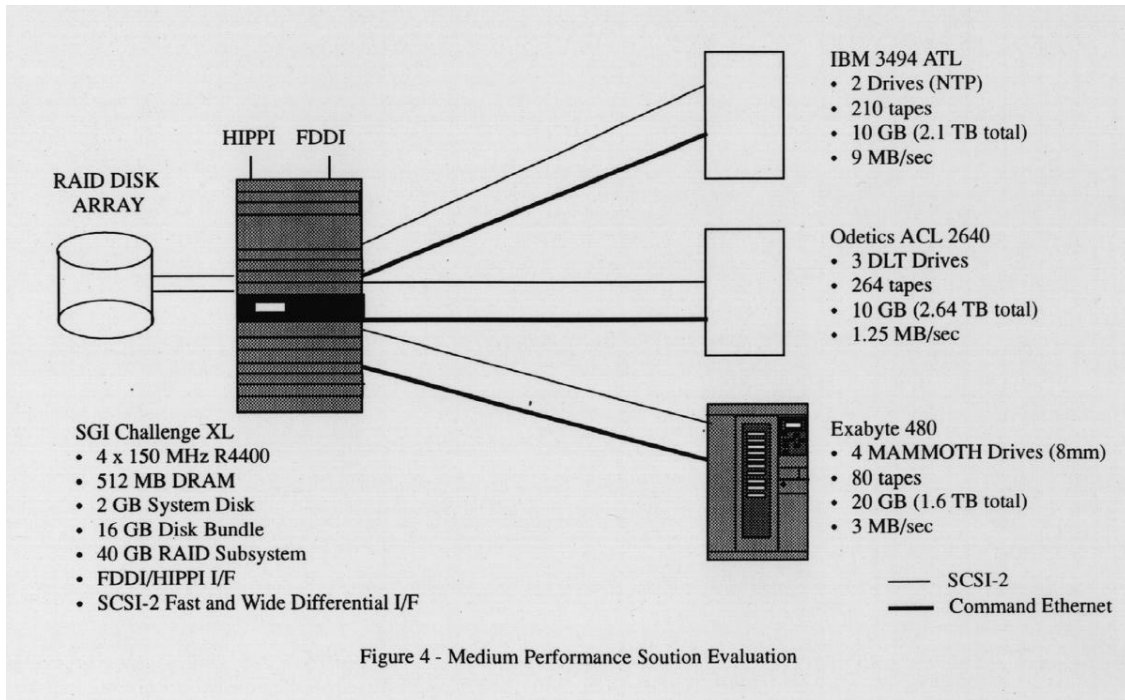 HIPPI FDDI
RAID DISK
ARRAY
SGI Challenge XL
• 4 x 150 MHz R4400
• 512 MB DRAM
• 2 GB System Disk
• 16 GB Disk Bundle
• 40 GB RAID Subsystem
• FDDI/HIPPI I/F
• SCSI-2 Fast and Wide Differential I/F
IBM 3494 ATL
• 2 Drives (NTP)
• 210 tapes
• 10 GB (2.1 TB total)
• 9 MB/sec
Odetics ACL 2640
• 3 DLT Drives
• 264 tapes
• 10 GB (2.64 TB total)
• 1.25 MB/sec
Exabyte 480
• 4 MAMMOTH Drives (8mm)
• 80 tapes
• 20 GB (1.6 TB total)
• 3 MB/sec
SCSI-2
Command Ethernet
Figure 4 - Medium Performance Soution Evaluation